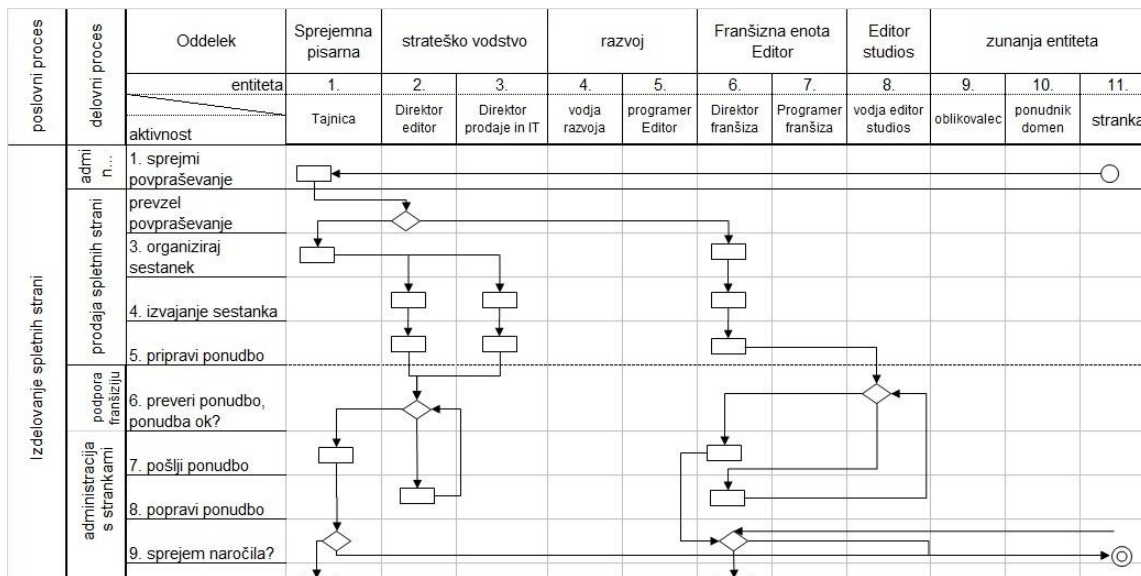 poslovni proces
delovni proces
Oddelek
Sprejemna
pisarna
strateško vodstvo
razvoj
Franšizna enota
Editor
Editor
studios
zunanja entiteta
entiteta
1.
2.
3.
4.
5.
6.
7.
8.
9.
10.
11.
aktivnost
Tajnica
Direktor
editor
Direktor
prodaje in IT
vodja
razvoja
programer
Editor
Direktor
franšiza
Programer
franšiza
vodja editor
studios
oblikovalec
ponudnik
domen
stranka
Izdelovanje spletnih strani
admi
n...
1. sprejmi
povpraševanje
prodaja spletnih strani
prevzel
povpraševanje
3. organiziraj
sestanek
4. izvajanje sestanka
5. pripravi ponudbo
podpora
franšiziju
6. preveri ponudbo,
ponudba ok?
administracija
s strankami
7. pošlji ponudbo
8. popravi ponudbo
9. sprejem naročila?